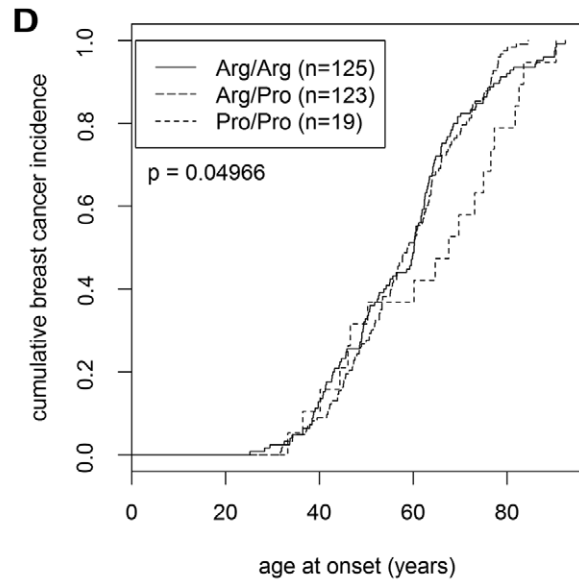 D
cumulative breast cancer incidence
1.0
0.8
0.6
0.4
0.2
0.0
Arg/Arg (n=125)
Arg/Pro (n=123)
Pro/Pro (n=19)
p = 0.04966
0 20 40 60 80
age at onset (years)